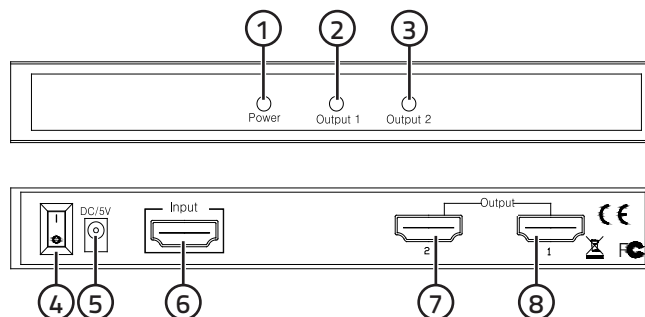 1 2 3
Power Output 1 Output 2
DC/5V Input Output
2 1
CE
FC
4 5 6 7 8